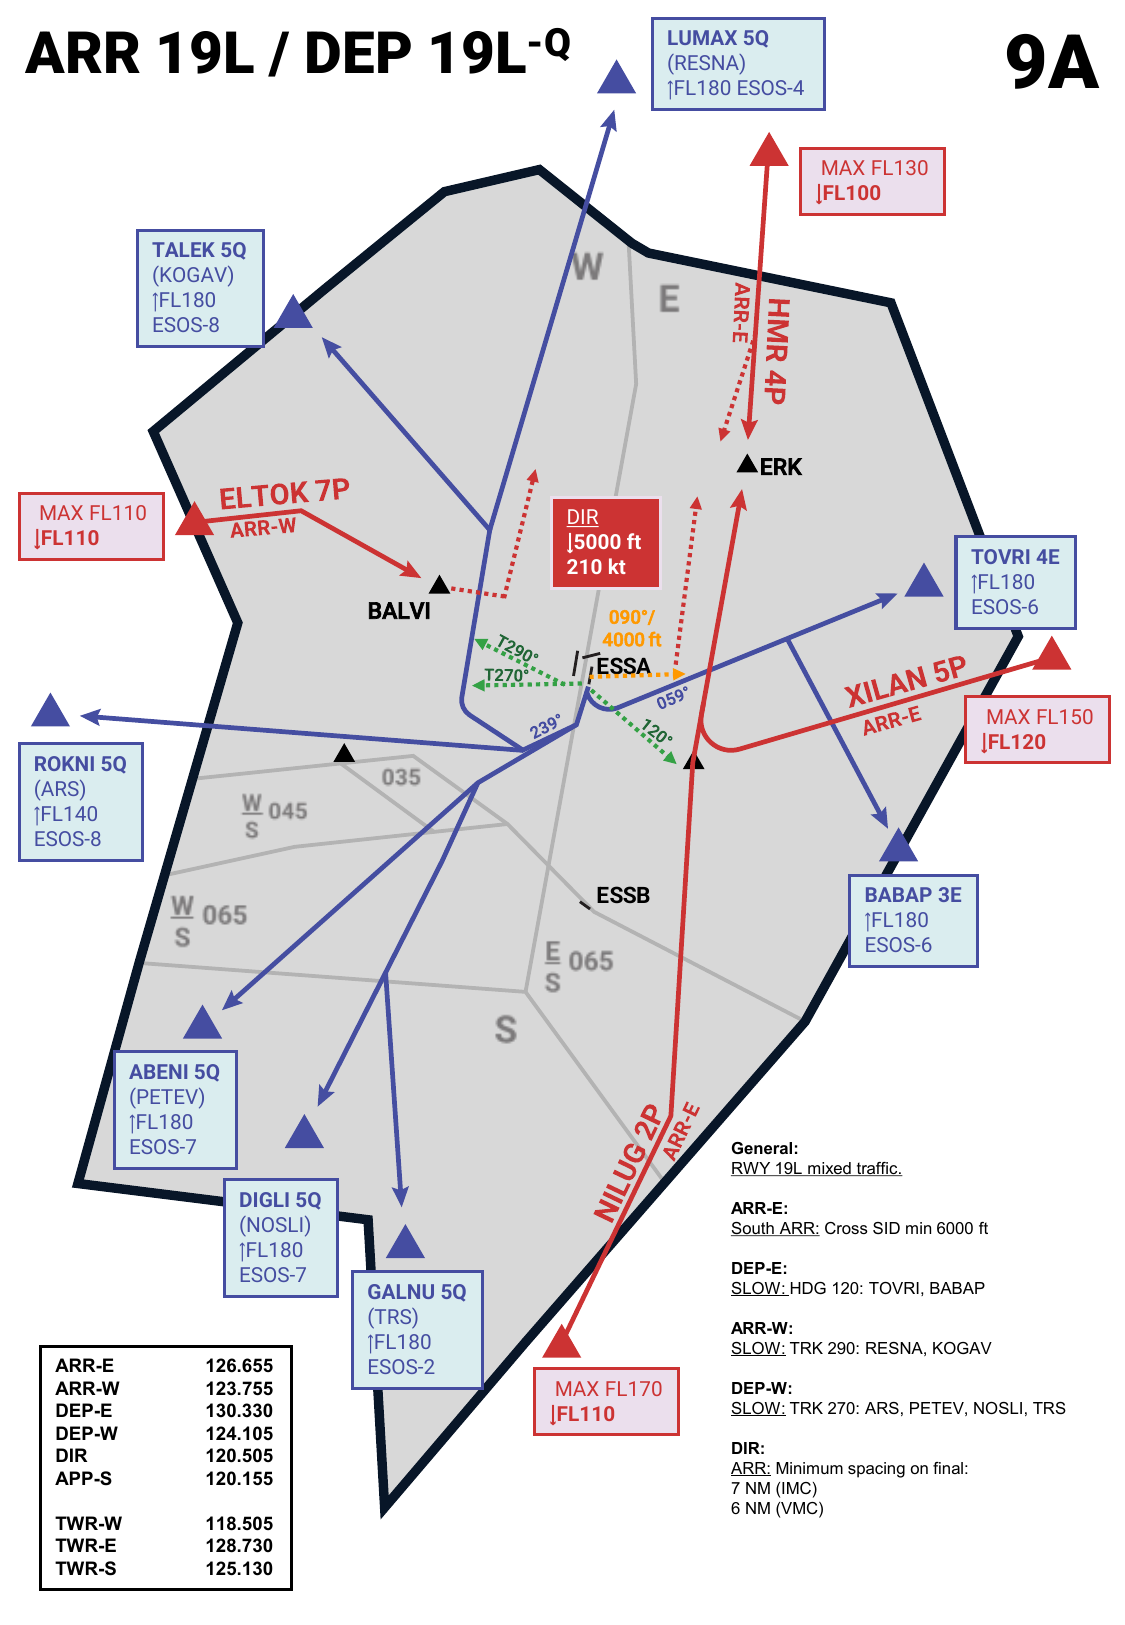 ARR 19L / DEP 19L-Q
9A
LUMAX 5Q
(RESNA)
↑FL180 ESOS-4
MAX FL130
↓FL100
TALEK 5Q
(KOGAV)
↑FL180
ESOS-8
W
E
ARR-E
HMR 4P
ERK
ELTOK 7P
ARR-W
MAX FL110
↓FL110
BALVI
DIR
↓5000 ft
210 kt
TOVRI 4E
↑FL180
ESOS-6
090°/
4000 ft
T290°
T270°
ESSA
059°
239°
120°
XILAN 5P
ARR-E
MAX FL150
↓FL120
ROKNI 5Q
(ARS)
↑FL140
ESOS-8
035
W
S
045
W
S
065
ESSB
E
S
065
S
BABAP 3E
↑FL180
ESOS-6
ABENI 5Q
(PETEV)
↑FL180
ESOS-7
DIGLI 5Q
(NOSLI)
↑FL180
ESOS-7
GALNU 5Q
(TRS)
↑FL180
ESOS-2
NILUG 2P
ARR-E
MAX FL170
↓FL110
General:
RWY 19L mixed traffic.
ARR-E:
South ARR: Cross SID min 6000 ft
DEP-E:
SLOW: HDG 120: TOVRI, BABAP
ARR-W:
SLOW: TRK 290: RESNA, KOGAV
DEP-W:
SLOW: TRK 270: ARS, PETEV, NOSLI, TRS
DIR:
ARR: Minimum spacing on final:
7 NM (IMC)
6 NM (VMC)
ARR-E 126.655
ARR-W 123.755
DEP-E 130.330
DEP-W 124.105
DIR 120.505
APP-S 120.155
TWR-W 118.505
TWR-E 128.730
TWR-S 125.130